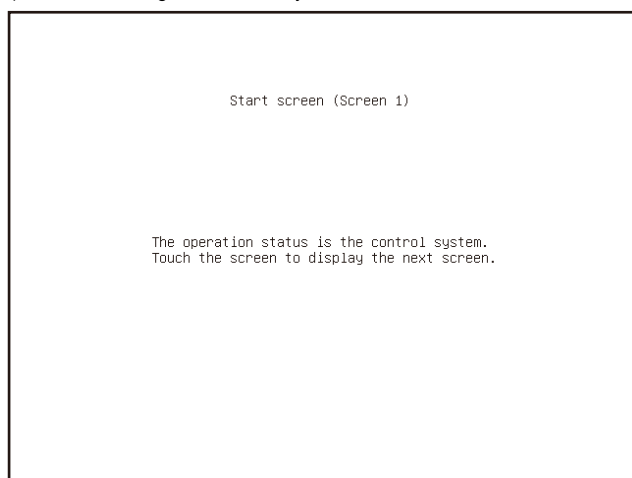 Start screen (Screen 1)
The operation status is the control system.
Touch the screen to display the next screen.